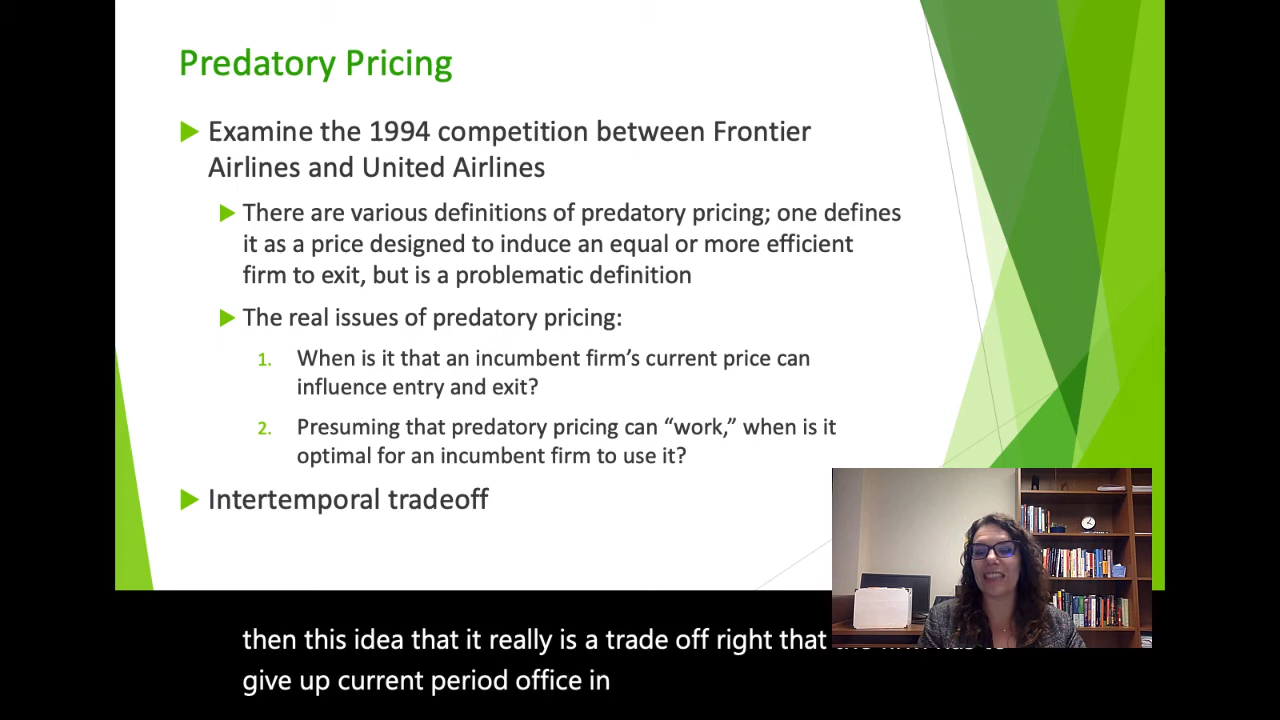 Predatory Pricing
Examine the 1994 competition between Frontier
Airlines and United Airlines
There are various definitions of predatory pricing; one defines
it as a price designed to induce an equal or more efficient
firm to exit, but is a problematic definition
The real issues of predatory pricing:
1. When is it that an incumbent firm's current price can
influence entry and exit?
2. Presuming that predatory pricing can “work,” when is it
optimal for an incumbent firm to use it?
Intertemporal tradeoff
then this idea that it really is a trade off right that
give up current period office in